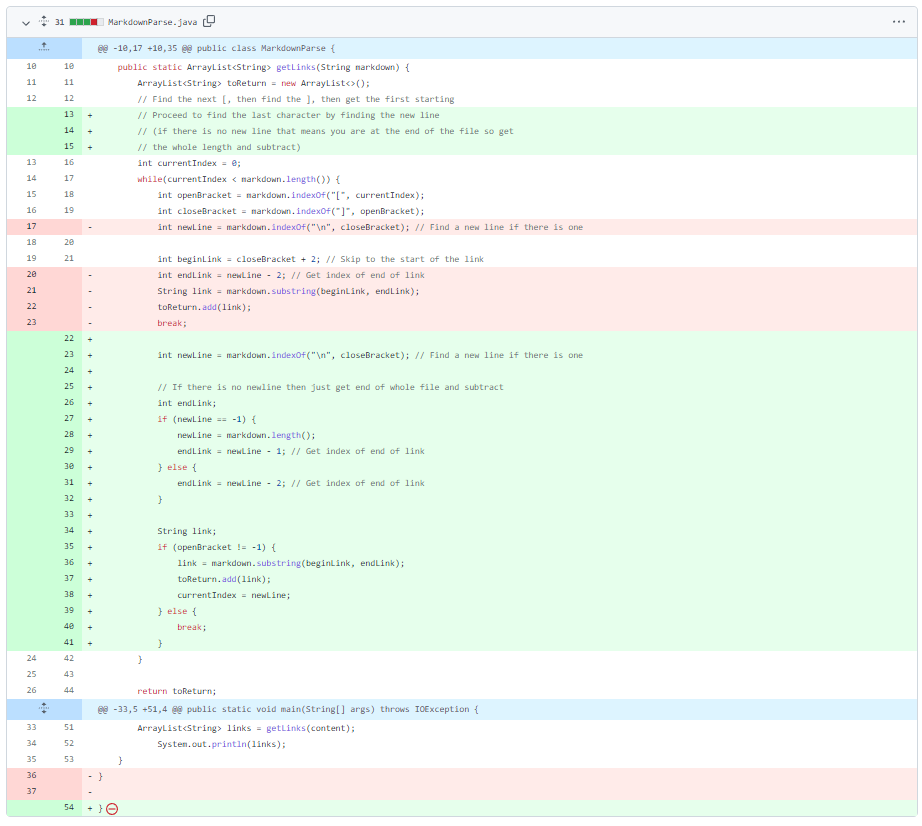 31 MarkdownParse.java
@@ -10,17 +10,35 @@ public class MarkdownParse {
10 10 public static ArrayList<String> getLinks(String markdown) {
11 11 ArrayList<String> toReturn = new ArrayList<>();
12 12 // Find the next [, then find the ], then get the first starting
13 + // Proceed to find the last character by finding the new line
14 + // (if there is no new line that means you are at the end of the file so get
15 + // the whole length and subtract)
13 16 int currentIndex = 0;
14 17 while(currentIndex < markdown.length()) {
15 18 int openBracket = markdown.indexOf("[", currentIndex);
16 19 int closeBracket = markdown.indexOf("]", openBracket);
17 - int newLine = markdown.indexOf("\n", closeBracket); // Find a new line if there is one
18 20
19 21 int beginLink = closeBracket + 2; // Skip to the start of the link
20 - int endLink = newLine - 2; // Get index of end of link
21 - String link = markdown.substring(beginLink, endLink);
22 - toReturn.add(link);
23 - break;
22 +
23 + int newLine = markdown.indexOf("\n", closeBracket); // Find a new line if there is one
24 +
25 + // If there is no newline then just get end of whole file and subtract
26 + int endLink;
27 + if (newLine == -1) {
28 + newLine = markdown.length();
29 + endLink = newLine - 1; // Get index of end of link
30 + } else {
31 + endLink = newLine - 2; // Get index of end of link
32 + }
33 +
34 + String link;
35 + if (openBracket != -1) {
36 + link = markdown.substring(beginLink, endLink);
37 + toReturn.add(link);
38 + currentIndex = newLine;
39 + } else {
40 + break;
41 + }
24 42 }
25 43
26 44 return toReturn;
@@ -33,5 +51,4 @@ public static void main(String[] args) throws IOException {
33 51 ArrayList<String> links = getLinks(content);
34 52 System.out.println(links);
35 53 }
36 - }
37 -
54 + }